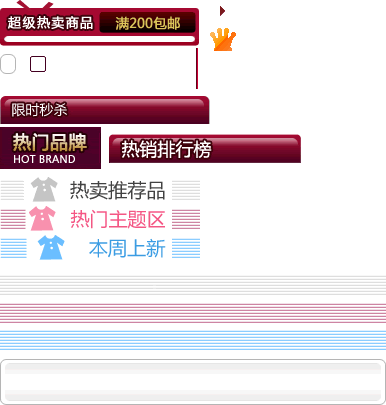 超级热卖商品 满200包邮
限时秒杀
热门品牌
HOT BRAND
热销排行榜
热卖推荐品
热门主题区
本周上新